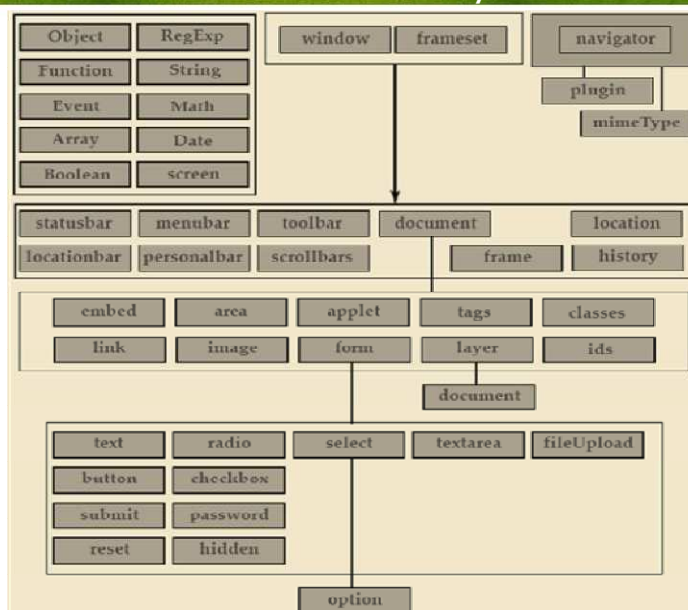 Object RegExp
Function String
Event Math
Array Date
Boolean screen
window frameset
navigator
plugin
mimeType
statusbar menubar toolbar document location
locationbar personalbar scrollbars frame history
embed area applet tags classes
link image form layer ids
document
text radio select textarea fileUpload
button checkbox
submit password
reset hidden
option